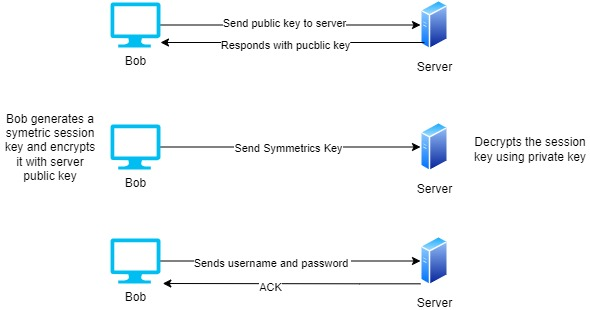 Send public key to server
Responds with pucblic key
Bob
Server
Bob generates a
symetric session
key and encrypts
it with server
public key
Send Symmetrics Key
Decrypts the session
key using private key
Bob
Server
Sends username and password
ACK
Bob
Server